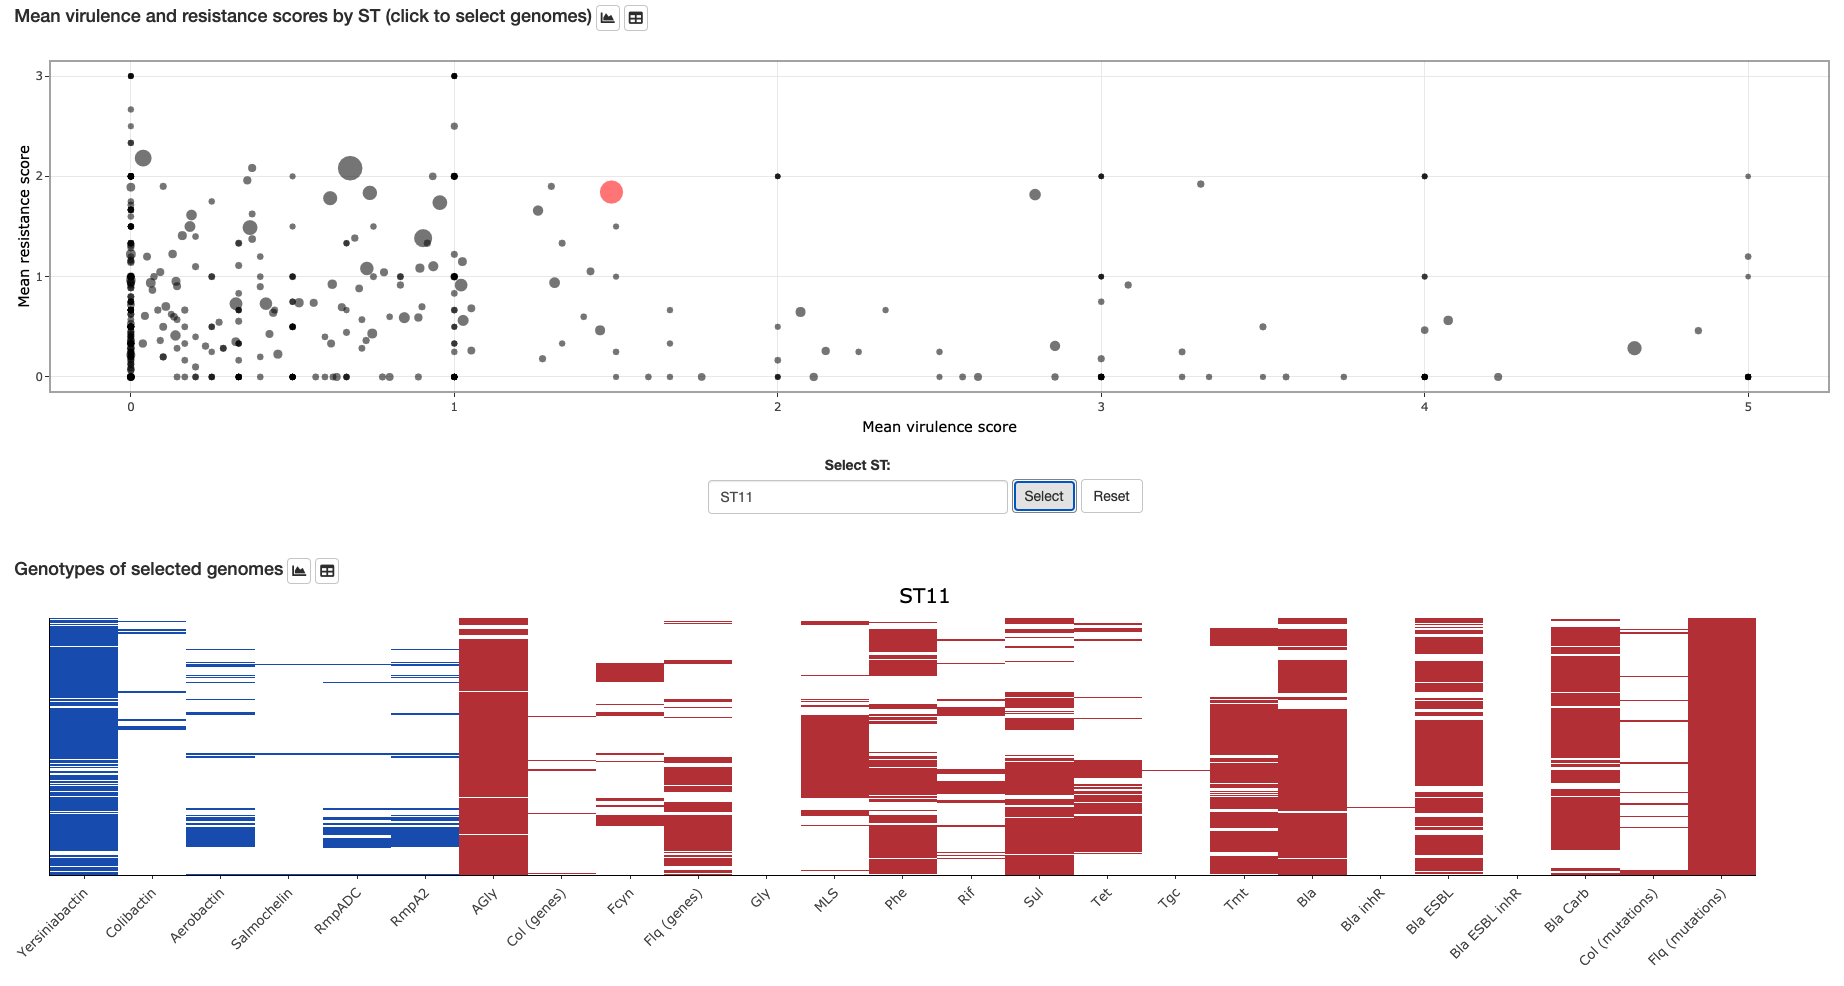 Mean virulence and resistance scores by ST (click to select genomes)
Mean resistance score
3
2
1
0
0 1 2 3 4 5
Mean virulence score
Select ST:
ST11 Select Reset
Genotypes of selected genomes
ST11
Yersiniabactin
Colibactin
Aerobactin
Salmochelin
RmpADC
RmpA2
AGly
Col (genes)
Fcyn
Flq (genes)
Gly
MLS
Phe
Rif
Sul
Tet
Tgc
Tmt
Bla
Bla inhR
Bla ESBL
Bla ESBL inhR
Bla Carb
Col (mutations)
Flq (mutations)